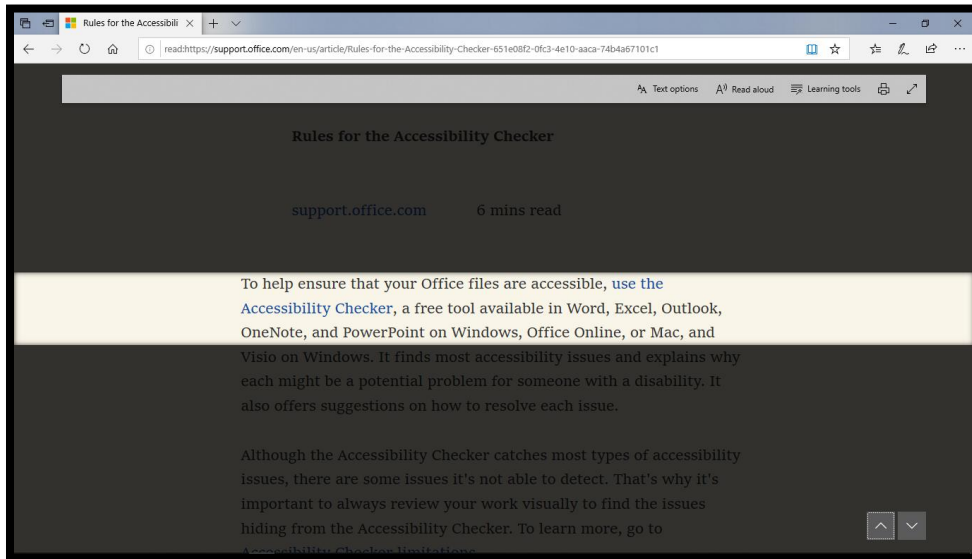 Rules for the Accessibili
read:https://support.office.com/en-us/article/Rules-for-the-Accessibility-Checker-651e08f2-0fc3-4e10-aaca-74b4a67101c1
Text options Read aloud Learning tools
Rules for the Accessibility Checker
support.office.com 6 mins read
To help ensure that your Office files are accessible, use the
Accessibility Checker, a free tool available in Word, Excel, Outlook,
OneNote, and PowerPoint on Windows, Office Online, or Mac, and
Visio on Windows. It finds most accessibility issues and explains why
each might be a potential problem for someone with a disability. It
also offers suggestions on how to resolve each issue.
Although the Accessibility Checker catches most types of accessibility
issues, there are some issues it's not able to detect. That's why it's
important to always review your work visually to find the issues
hiding from the Accessibility Checker. To learn more, go to
Accessibility Checker limitations.